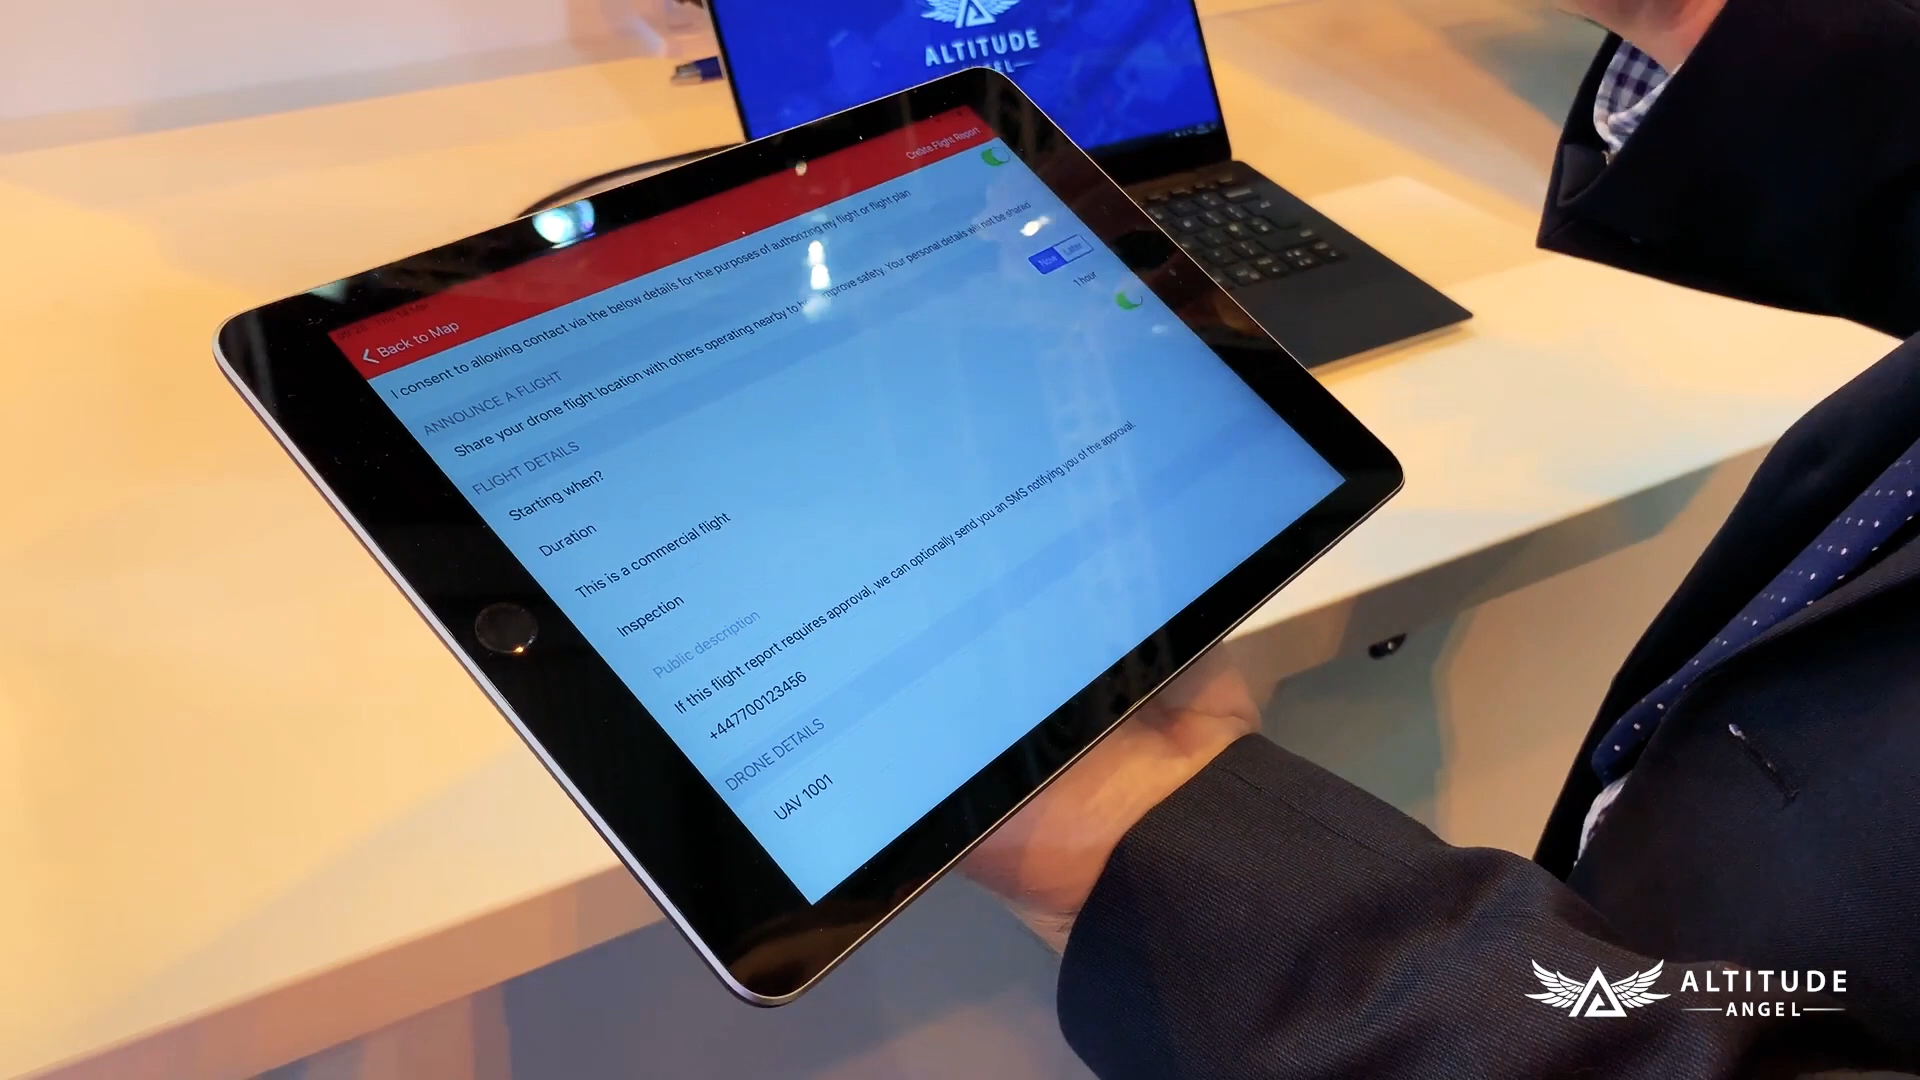 ALTITUDE
Create Flight Report
Back to Map
I consent to allowing contact via the below details for the purposes of authorizing my flight or flight plan
ANNOUNCE A FLIGHT
Share your drone flight location with others operating nearby to improve safety. Your personal details will not be shared
FLIGHT DETAILS
Starting when?
Now Later
Duration
1 hour
This is a commercial flight
Inspection
Public description
If this flight report requires approval, we can optionally send you an SMS notifying you of the approval.
+447700123456
DRONE DETAILS
UAV 1001
ALTITUDE
ANGEL